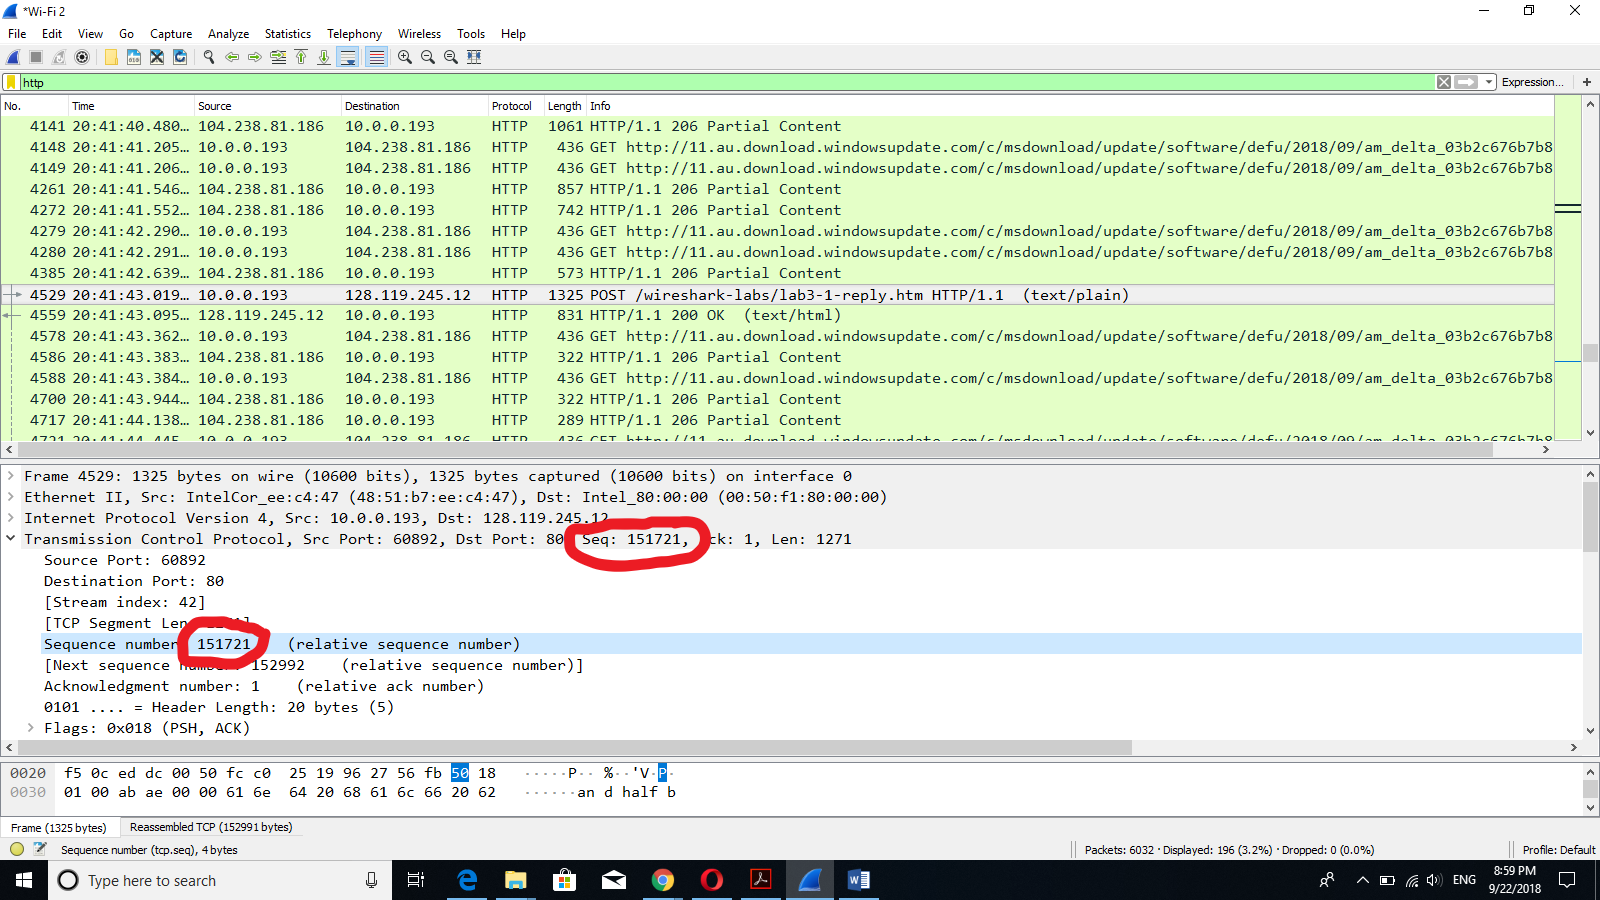 *Wi-Fi 2
File Edit View Go Capture Analyze Statistics Telephony Wireless Tools Help
http
Expression... +
No. Time Source Destination Protocol Length Info
4141 20:41:40.480... 104.238.81.186 10.0.0.193 HTTP 1061 HTTP/1.1 206 Partial Content
4148 20:41:41.205... 10.0.0.193 104.238.81.186 HTTP 436 GET http://11.au.download.windowsupdate.com/c/msdownload/update/software/defu/2018/09/am_delta_03b2c676b7b8
4149 20:41:41.206... 10.0.0.193 104.238.81.186 HTTP 436 GET http://11.au.download.windowsupdate.com/c/msdownload/update/software/defu/2018/09/am_delta_03b2c676b7b8
4261 20:41:41.546... 104.238.81.186 10.0.0.193 HTTP 857 HTTP/1.1 206 Partial Content
4272 20:41:41.552... 104.238.81.186 10.0.0.193 HTTP 742 HTTP/1.1 206 Partial Content
4279 20:41:42.290... 10.0.0.193 104.238.81.186 HTTP 436 GET http://11.au.download.windowsupdate.com/c/msdownload/update/software/defu/2018/09/am_delta_03b2c676b7b8
4280 20:41:42.291... 10.0.0.193 104.238.81.186 HTTP 436 GET http://11.au.download.windowsupdate.com/c/msdownload/update/software/defu/2018/09/am_delta_03b2c676b7b8
4385 20:41:42.639... 104.238.81.186 10.0.0.193 HTTP 573 HTTP/1.1 206 Partial Content
4529 20:41:43.019... 10.0.0.193 128.119.245.12 HTTP 1325 POST /wireshark-labs/lab3-1-reply.htm HTTP/1.1 (text/plain)
4559 20:41:43.095... 128.119.245.12 10.0.0.193 HTTP 831 HTTP/1.1 200 OK (text/html)
4578 20:41:43.362... 10.0.0.193 104.238.81.186 HTTP 436 GET http://11.au.download.windowsupdate.com/c/msdownload/update/software/defu/2018/09/am_delta_03b2c676b7b8
4586 20:41:43.383... 104.238.81.186 10.0.0.193 HTTP 322 HTTP/1.1 206 Partial Content
4588 20:41:43.384... 10.0.0.193 104.238.81.186 HTTP 436 GET http://11.au.download.windowsupdate.com/c/msdownload/update/software/defu/2018/09/am_delta_03b2c676b7b8
4700 20:41:43.944... 104.238.81.186 10.0.0.193 HTTP 322 HTTP/1.1 206 Partial Content
4717 20:41:44.138... 104.238.81.186 10.0.0.193 HTTP 289 HTTP/1.1 206 Partial Content
4721 20:41:44.445... 10.0.0.193 104.238.81.186 HTTP 436 GET http://11.au.download.windowsupdate.com/c/msdownload/update/software/defu/2018/09/am_delta_03b2c676b7b8
Frame 4529: 1325 bytes on wire (10600 bits), 1325 bytes captured (10600 bits) on interface 0
Ethernet II, Src: IntelCor_ee:c4:47 (48:51:b7:ee:c4:47), Dst: Intel_80:00:00 (00:50:f1:80:00:00)
Internet Protocol Version 4, Src: 10.0.0.193, Dst: 128.119.245.12
Transmission Control Protocol, Src Port: 60892, Dst Port: 80 Seq: 151721, ck: 1, Len: 1271
Source Port: 60892
Destination Port: 80
[Stream index: 42]
[TCP Segment Len
Sequence number 151721 (relative sequence number)
[Next sequence number: 152992 (relative sequence number)]
Acknowledgment number: 1 (relative ack number)
0101 .... = Header Length: 20 bytes (5)
Flags: 0x018 (PSH, ACK)
0020 f5 0c ed dc 00 50 fc c0 25 19 96 27 56 fb 50 18 ·····P·· %··'V·P·
0030 01 00 ab ae 00 00 61 6e 64 20 68 61 6c 66 20 62 ······an d half b
Frame (1325 bytes) Reassembled TCP (152991 bytes)
Sequence number (tcp.seq), 4 bytes Packets: 6032 · Displayed: 196 (3.2%) · Dropped: 0 (0.0%) Profile: Default
Type here to search
ENG
8:59 PM
9/22/2018